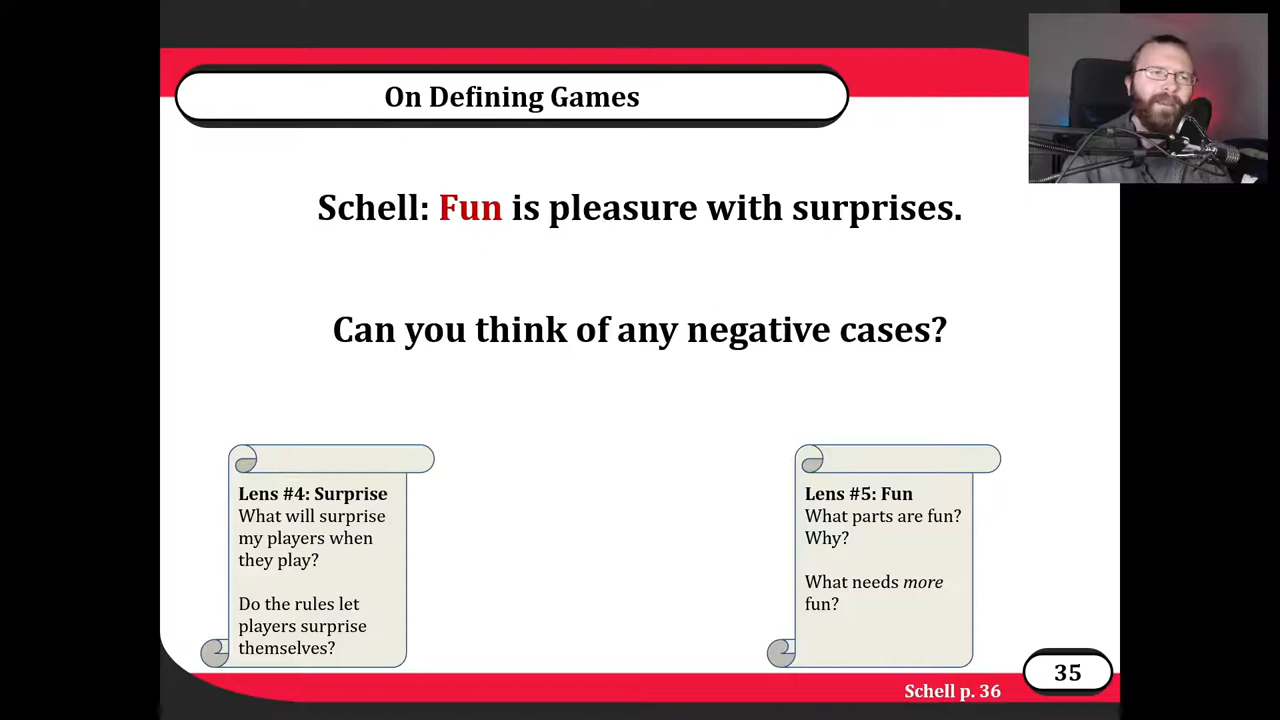 On Defining Games
Schell: Fun is pleasure with surprises.
Can you think of any negative cases?
Lens #4: Surprise
What will surprise
my players when
they play?
Do the rules let
players surprise
themselves?
Lens #5: Fun
What parts are fun?
Why?
What needs more
fun?
35
Schell p. 36